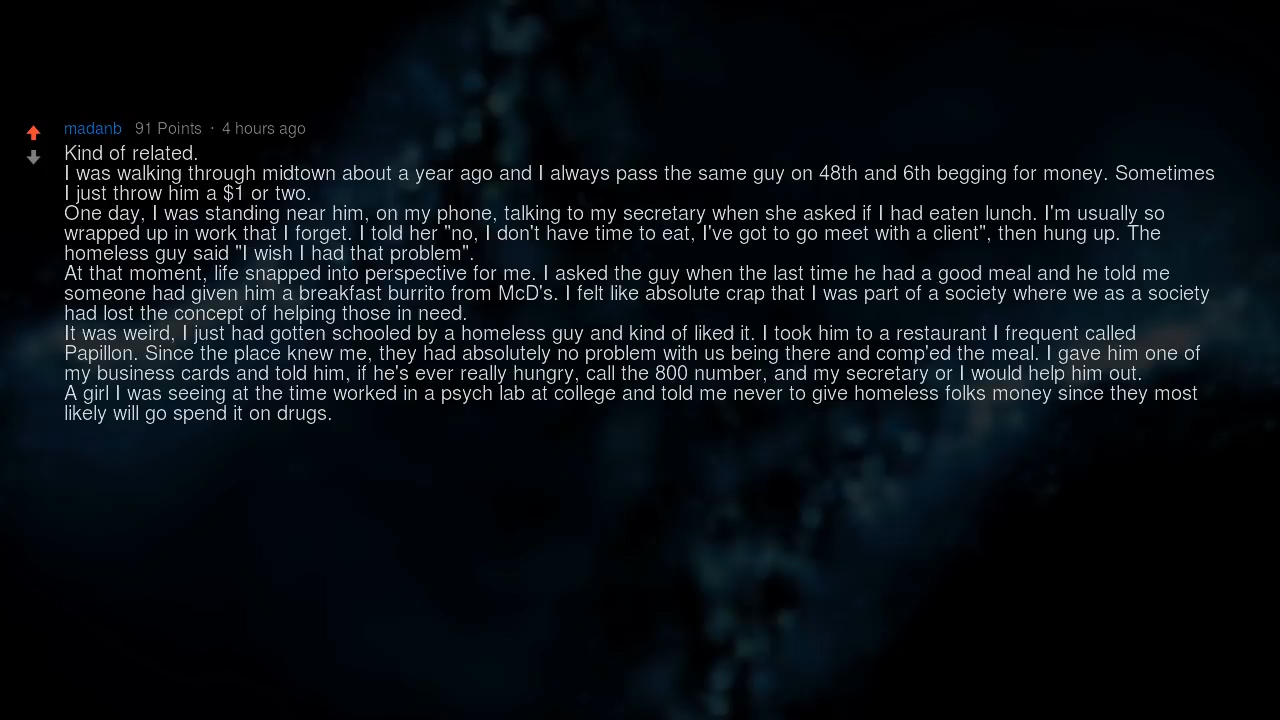 madanb 91 Points · 4 hours ago
Kind of related.
I was walking through midtown about a year ago and I always pass the same guy on 48th and 6th begging for money. Sometimes
I just throw him a $1 or two.
One day, I was standing near him, on my phone, talking to my secretary when she asked if I had eaten lunch. I'm usually so
wrapped up in work that I forget. I told her "no, I don't have time to eat, I've got to go meet with a client", then hung up. The
homeless guy said "I wish I had that problem".
At that moment, life snapped into perspective for me. I asked the guy when the last time he had a good meal and he told me
someone had given him a breakfast burrito from McD's. I felt like absolute crap that I was part of a society where we as a society
had lost the concept of helping those in need.
It was weird, I just had gotten schooled by a homeless guy and kind of liked it. I took him to a restaurant I frequent called
Papillon. Since the place knew me, they had absolutely no problem with us being there and comp'ed the meal. I gave him one of
my business cards and told him, if he's ever really hungry, call the 800 number, and my secretary or I would help him out.
A girl I was seeing at the time worked in a psych lab at college and told me never to give homeless folks money since they most
likely will go spend it on drugs.